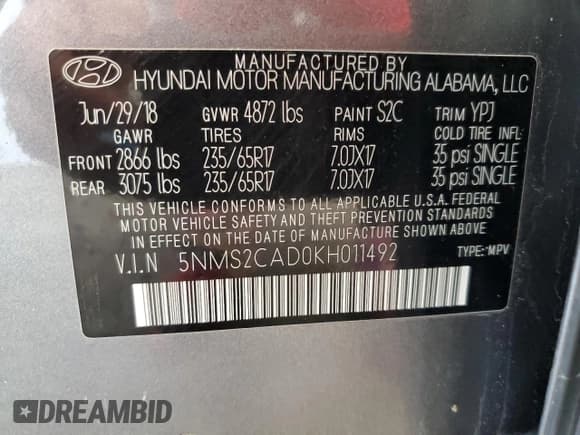 MANUFACTURED BY
HYUNDAI MOTOR MANUFACTURING ALABAMA, LLC
Jun/29/18 GVWR 4872 lbs PAINT S2C TRIM YPJ
GAWR TIRES RIMS COLD TIRE INFL.
FRONT 2866 lbs 235/65R17 7.0JX17 35 psi SINGLE
REAR 3075 lbs 235/65R17 7.0JX17 35 psi SINGLE
THIS VEHICLE CONFORMS TO ALL APPLICABLE U.S.A. FEDERAL
MOTOR VEHICLE SAFETY AND THEFT PREVENTION STANDARDS
IN EFFECT ON THE DATE OF MANUFACTURE SHOWN ABOVE
V.I.N 5NMS2CAD0KH011492 TYPE:MPV
#DREAMBID